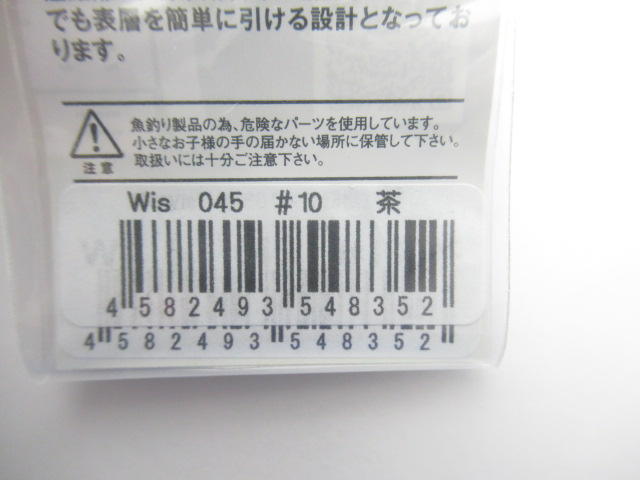 でも表層を簡単に引ける設計となってお
ります。
魚釣り製品の為、危険なパーツを使用しています。
小さなお子様の手の届かない場所に保管して下さい。
取扱いには十分ご注意下さい。
注意
Wis 045 #10 茶
4 582493 548352
4 582493 548352